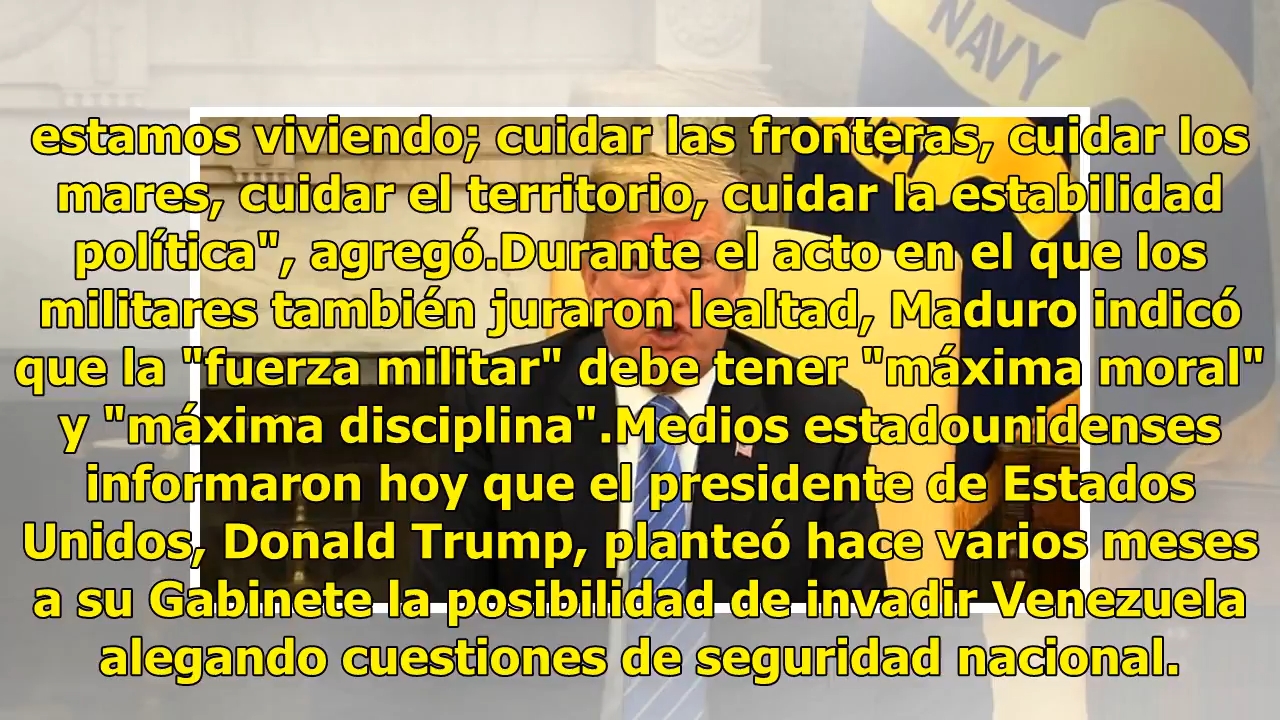 NAVY
estamos viviendo; cuidar las fronteras, cuidar los
mares, cuidar el territorio, cuidar la estabilidad
política", agregó.Durante el acto en el que los
militares también juraron lealtad, Maduro indicó
que la "fuerza militar" debe tener "máxima moral"
y "máxima disciplina".Medios estadounidenses
informaron hoy que el presidente de Estados
Unidos, Donald Trump, planteó hace varios meses
a su Gabinete la posibilidad de invadir Venezuela
alegando cuestiones de seguridad nacional.